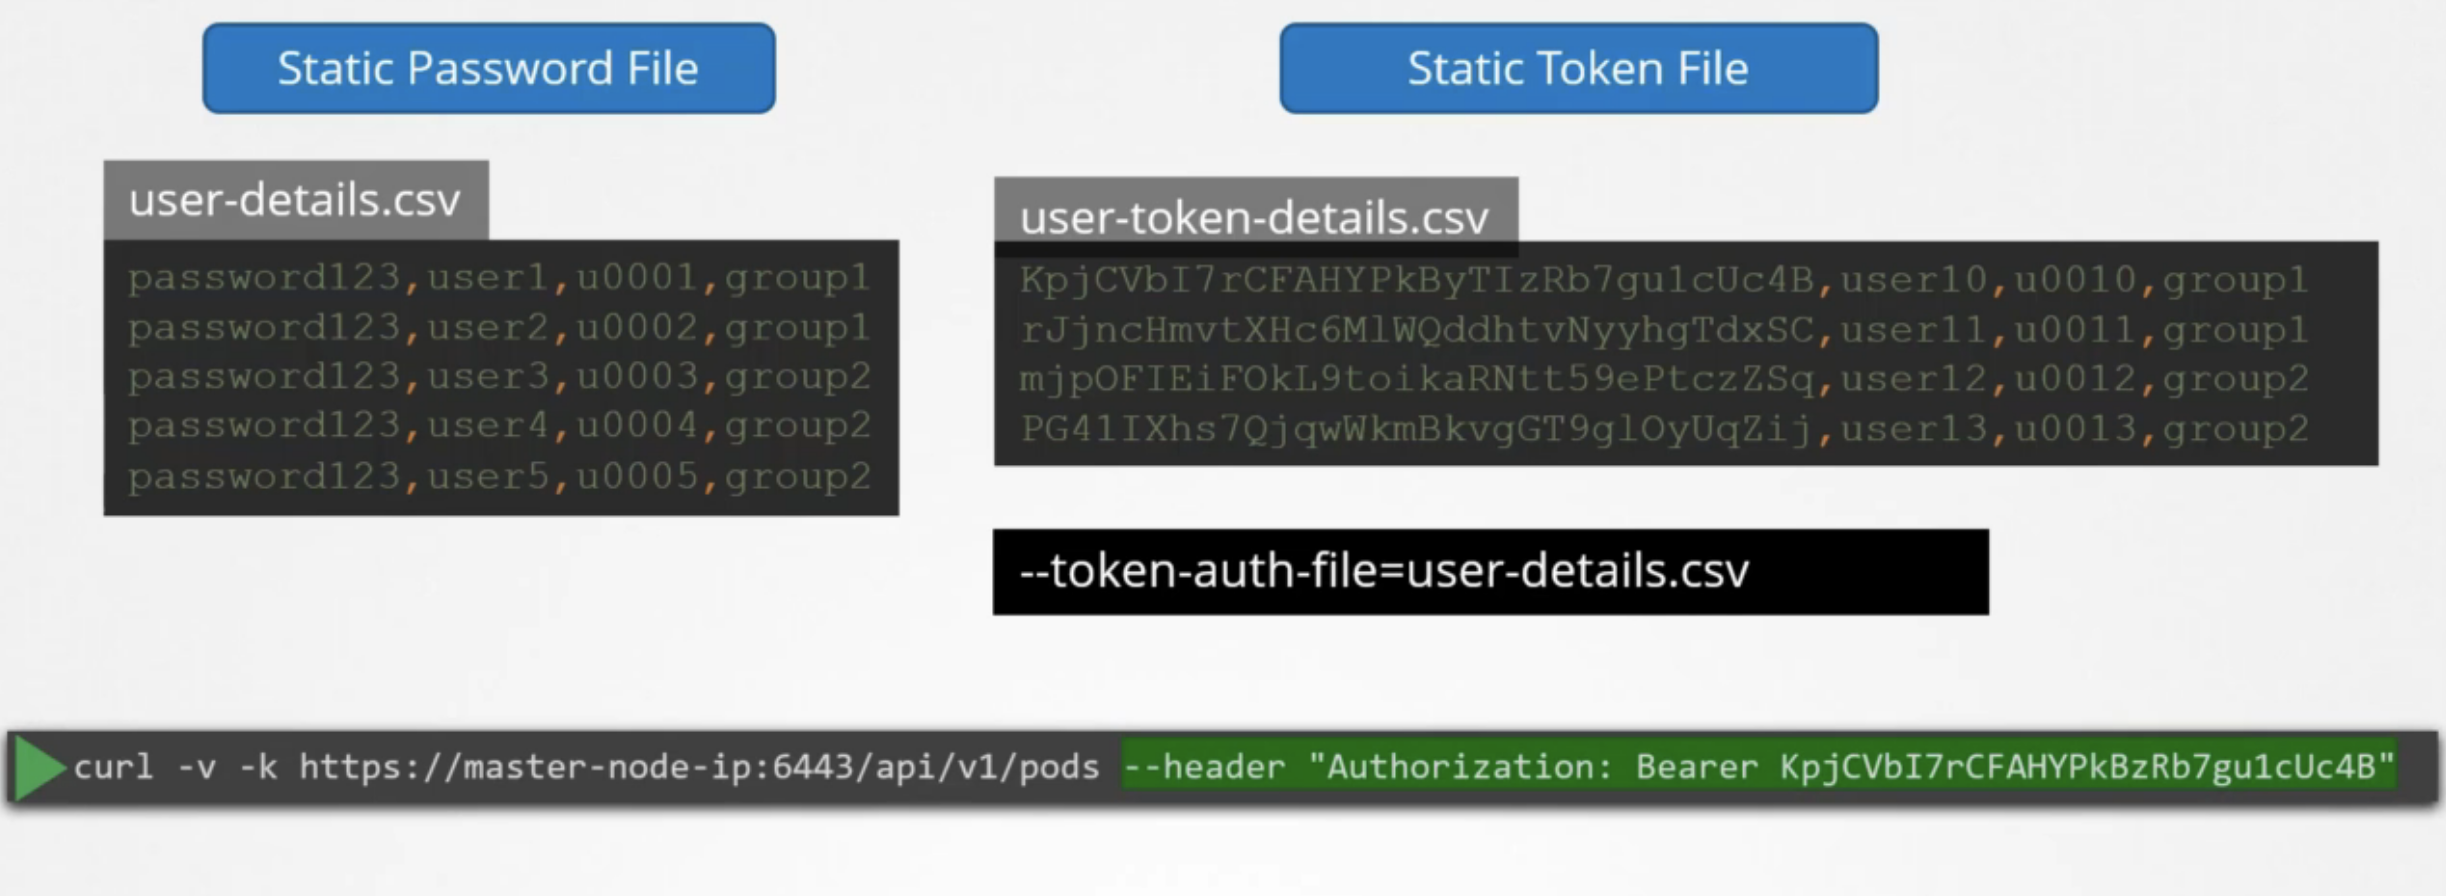 Static Password File
Static Token File
user-details.csv
password123,user1,u0001,group1
password123,user2,u0002,group1
password123,user3,u0003,group2
password123,user4,u0004,group2
password123,user5,u0005,group2
user-token-details.csv
KpjCVbI7rCFAHYPkByTIzRb7gu1cUc4B,user10,u0010,group1
rJjncHmvtXHc6MlWQddhtvNyyhgTdxSC,user11,u0011,group1
mjpOFIEiFOkL9toikaRNtt59ePtczZSq,user12,u0012,group2
PG41IXhs7QjqwWkmBkvgGT9glOyUqZij,user13,u0013,group2
--token-auth-file=user-details.csv
curl -v -k https://master-node-ip:6443/api/v1/pods --header "Authorization: Bearer KpjCVbI7rCFAHYPkBzRb7gu1cUc4B"